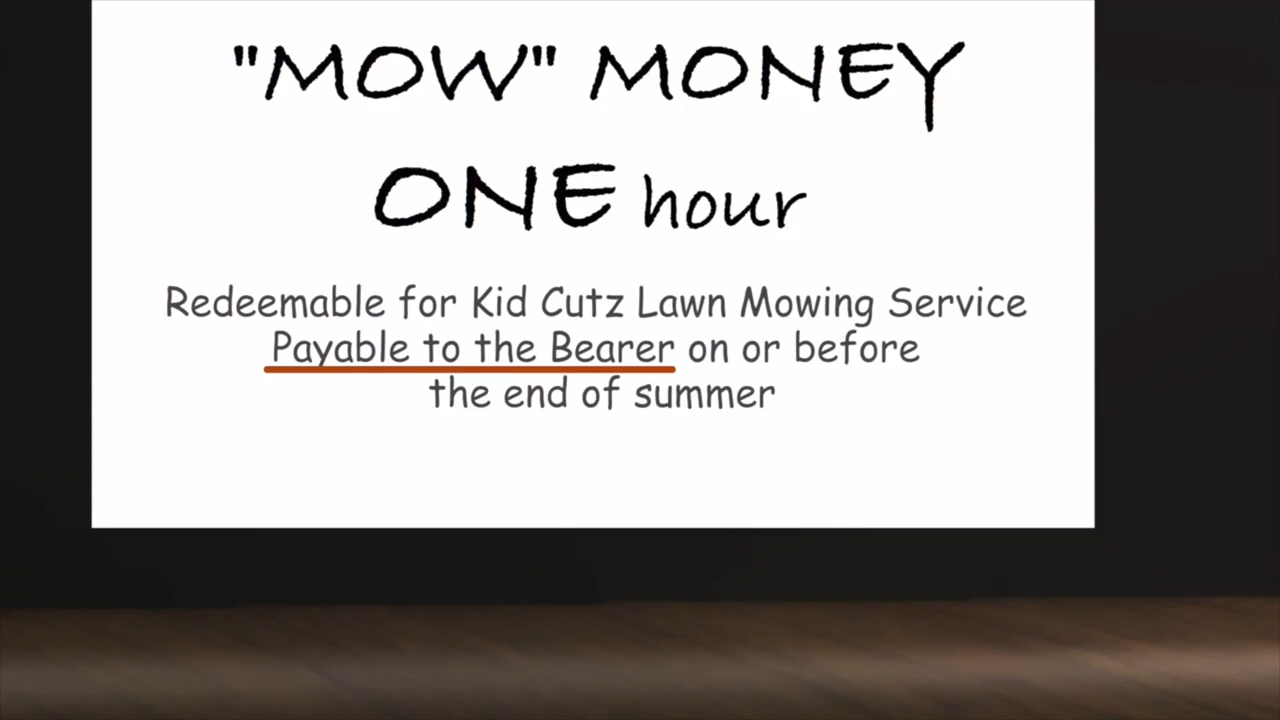 "MOW" MONEY
ONE hour
Redeemable for Kid Cutz Lawn Mowing Service
Payable to the Bearer on or before
the end of summer